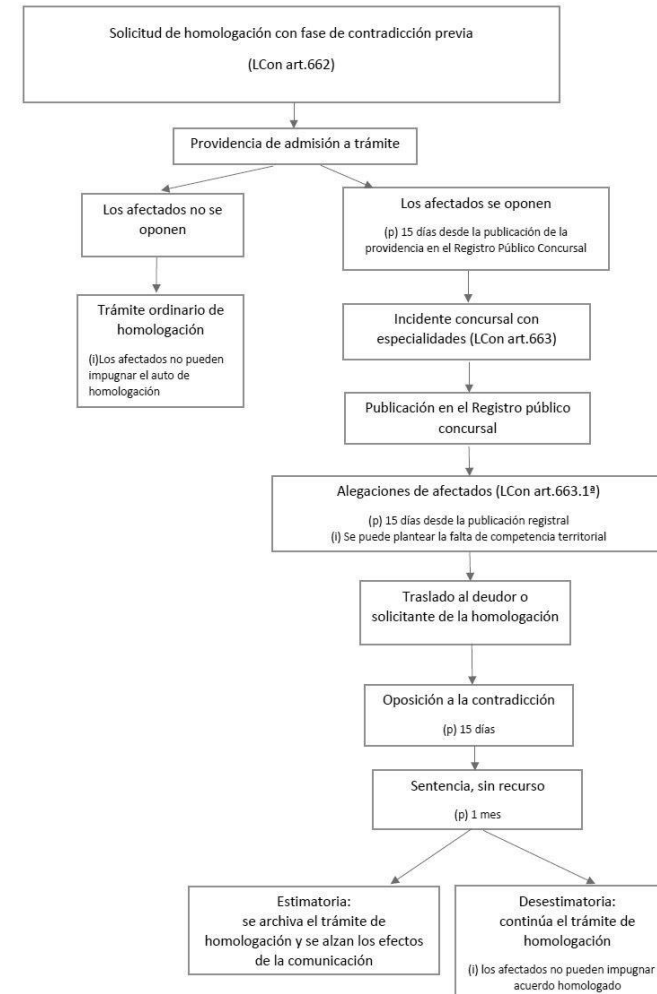 Solicitud de homologación con fase de contradicción previa
(LCon art.662)
Providencia de admisión a trámite
Los afectados no se
oponen
Los afectados se oponen
(p) 15 días desde la publicación de la
providencia en el Registro Público Concursal
Trámite ordinario de
homologación
(i)Los afectados no pueden
impugnar el auto de
homologación
Incidente concursal con
especialidades (LCon art.663)
Publicación en el Registro público
concursal
Alegaciones de afectados (LCon art.663.1ª)
(p) 15 días desde la publicación registral
(i) Se puede plantear la falta de competencia territorial
Traslado al deudor o
solicitante de la homologación
Oposición a la contradicción
(p) 15 días
Sentencia, sin recurso
(p) 1 mes
Estimatoria:
se archiva el trámite de
homologación y se alzan los efectos
de la comunicación
Desestimatoria:
continúa el trámite de
homologación
(i) los afectados no pueden impugnar
acuerdo homologado